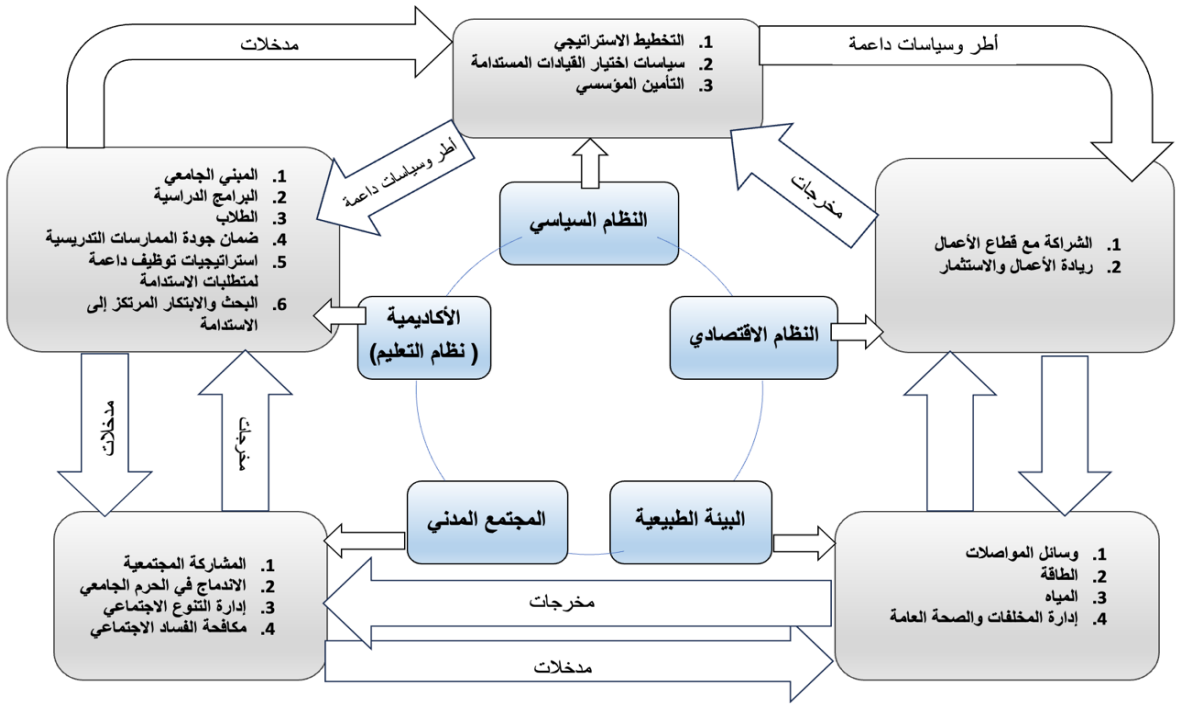 مدخلات
1. التخطيط الاستراتيجي
2. سياسات اختيار القيادات المستدامة
3. التأمين المؤسسي
أطر وسياسات داعمة
أطر وسياسات داعمة
مخرجات
1. المبني الجامعي
2. البرامج الدراسية
3. الطلاب
4. ضمان جودة الممارسات التدريسية
5. استراتيجيات توظيف داعمة
لمتطلبات الاستدامة
6. البحث والابتكار المرتكز إلى
الاستدامة
النظام السياسي
1. الشراكة مع قطاع الأعمال
2. ريادة الأعمال والاستثمار
الأكاديمية
( نظام التعليم)
النظام الاقتصادي
مدخلات
مخرجات
المجتمع المدني
البيئة الطبيعية
1. المشاركة المجتمعية
2. الاندماج في الحرم الجامعي
3. إدارة التنوع الاجتماعي
4. مكافحة الفساد الاجتماعي
1. وسائل المواصلات
2. الطاقة
3. المياه
4. إدارة المخلفات والصحة العامة
مخرجات
مدخلات